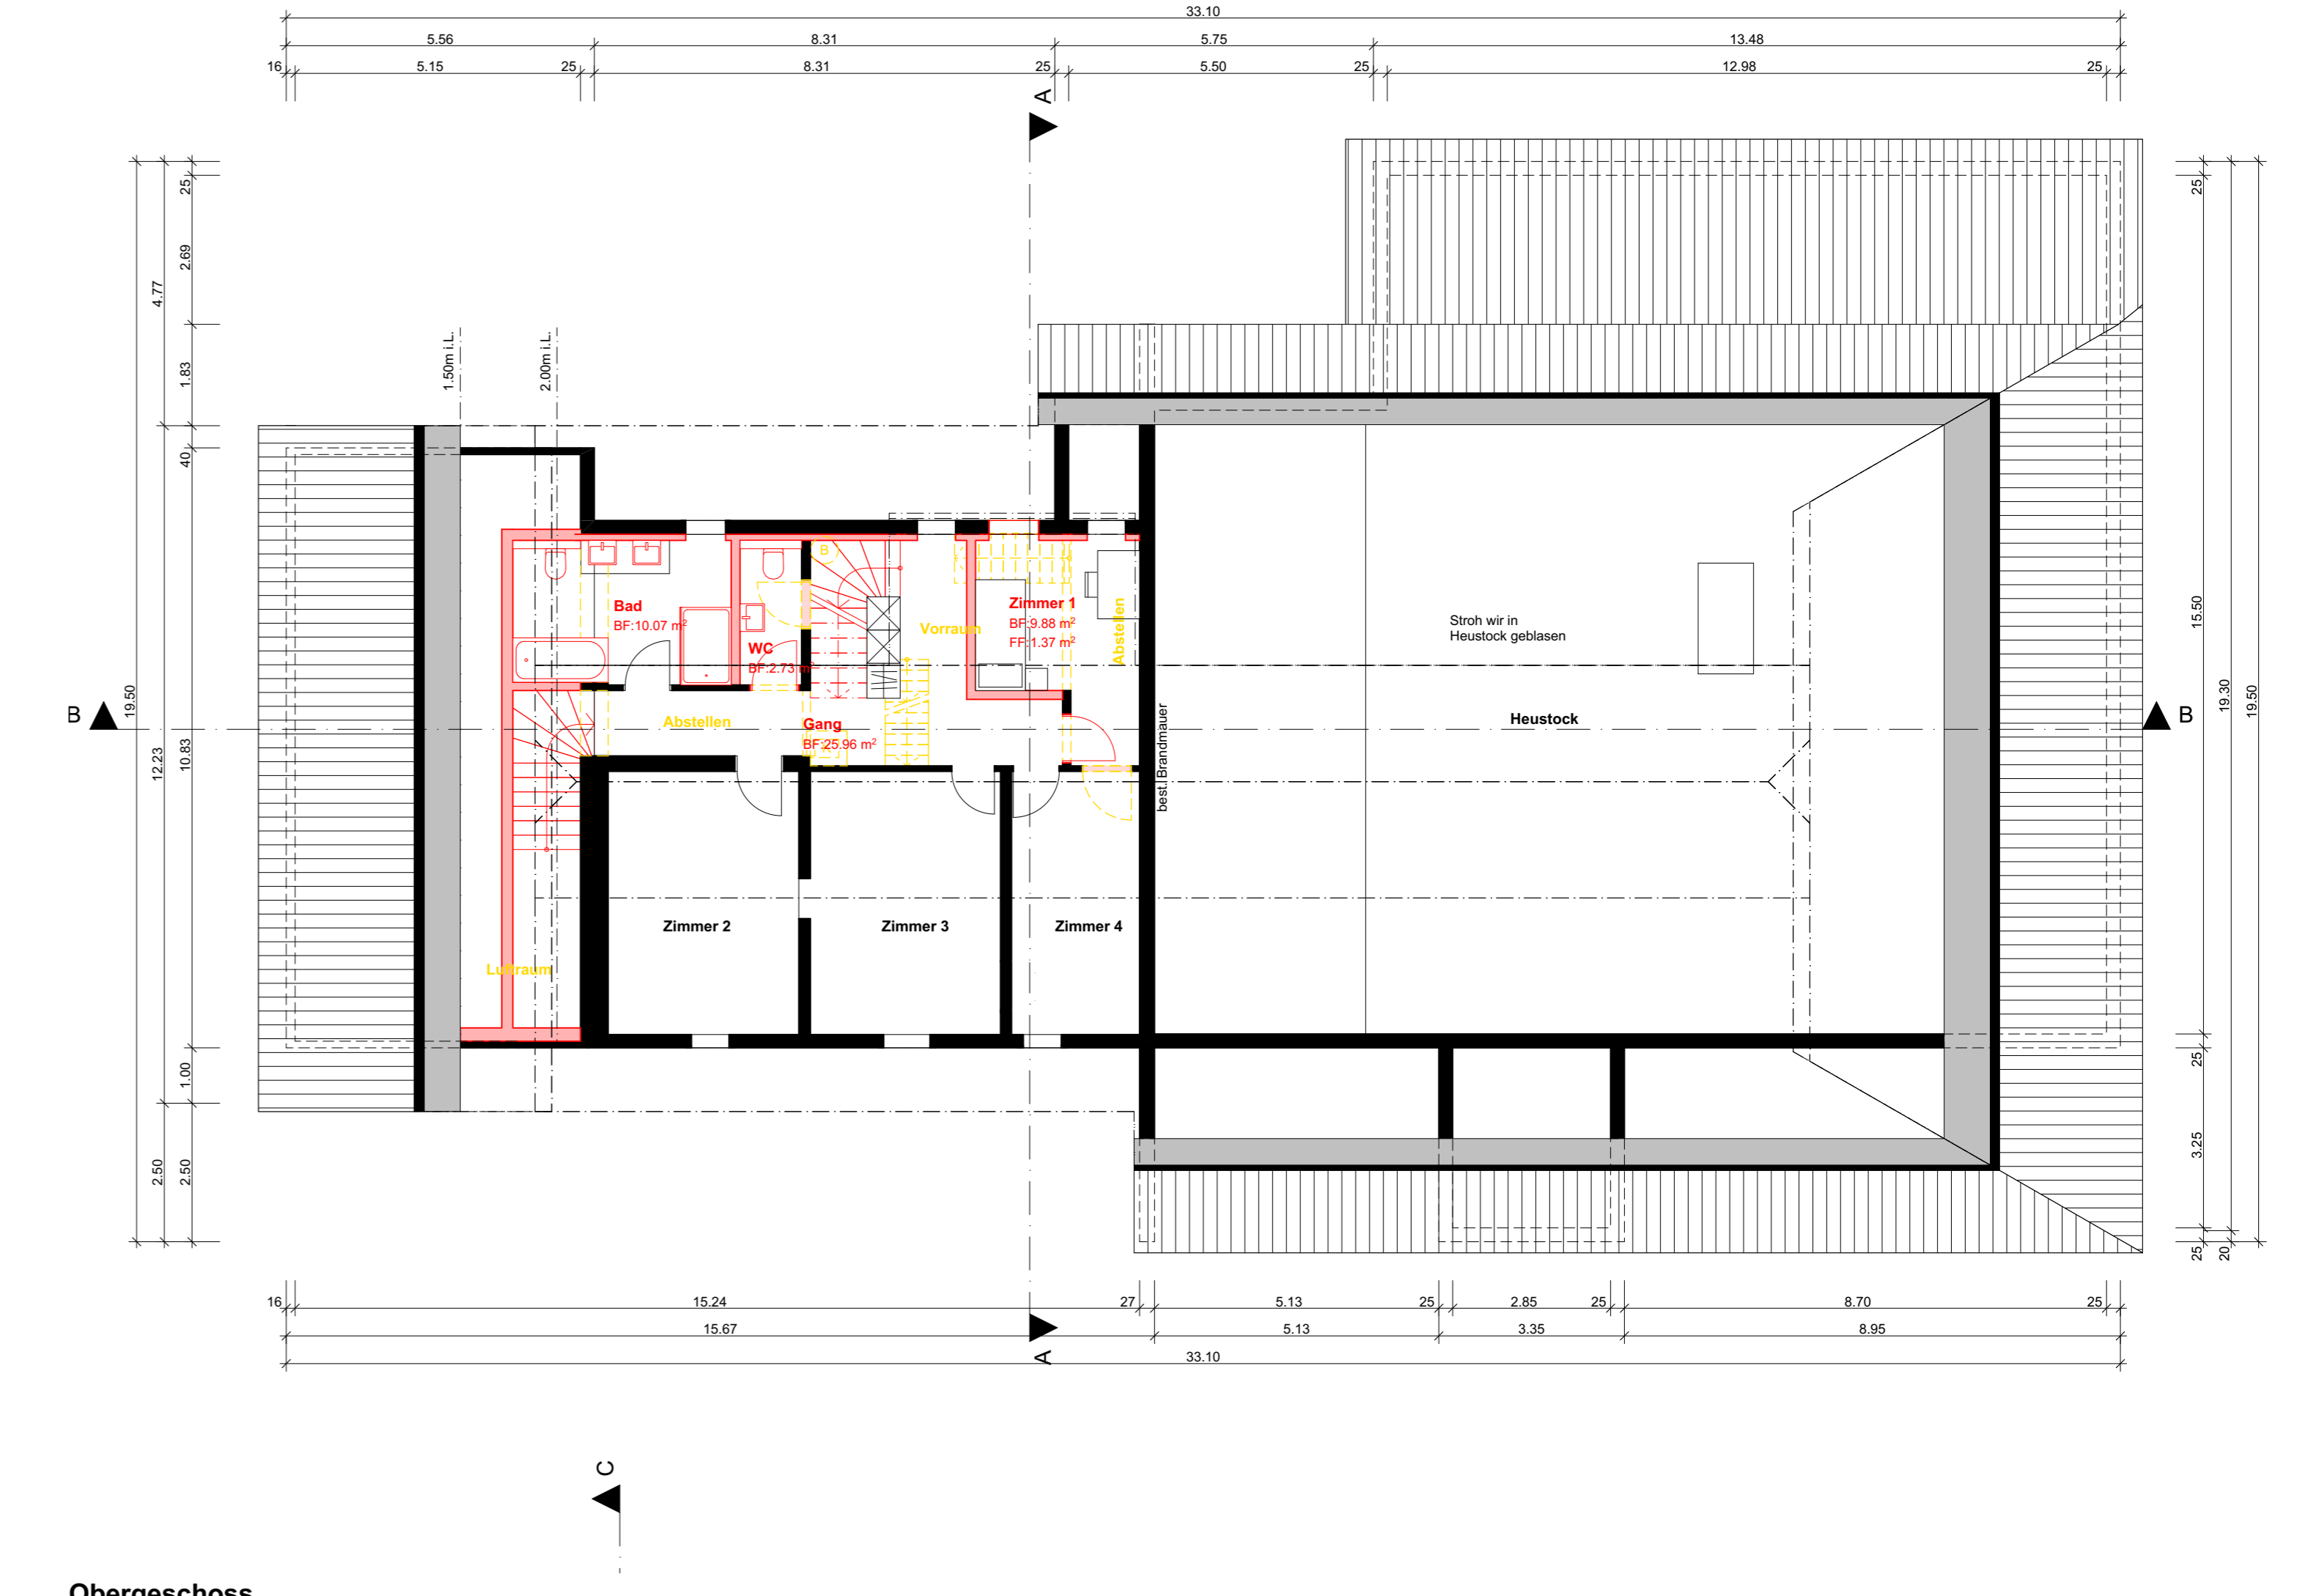 33.10
5.56
8.31
5.75
13.48
16
5.15
25
8.31
25
5.50
25
12.98
25
A
25
2.69
4.77
1.83
40
19.50
12.23
10.83
1.00
2.50
2.50
1.50m i.L.
2.00m i.L.
25
15.50
19.30
19.50
25
3.25
25
20
B
B
B
Bad
BF:10.07 m²
WC
BF:2.73 m²
Vorraum
Zimmer 1
BF:9.88 m²
FF:1.37 m²
Abstellen
Stroh wir in
Heustock geblasen
Abstellen
Gang
BF:25.96 m²
best. Brandmauer
Heustock
Zimmer 2
Zimmer 3
Zimmer 4
Luftraum
16
15.24
27
5.13
25
2.85
25
8.70
25
15.67
5.13
3.35
8.95
A
33.10
C
Obergeschoss